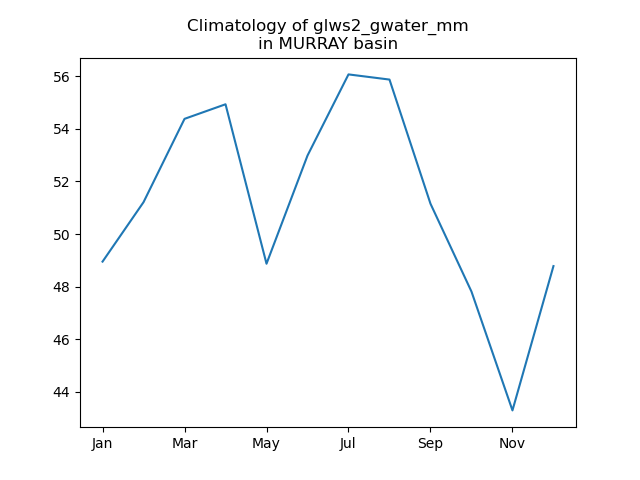 Climatology of glws2_gwater_mm
in MURRAY basin
56
54
52
50
48
46
44
Jan
Mar
May
Jul
Sep
Nov